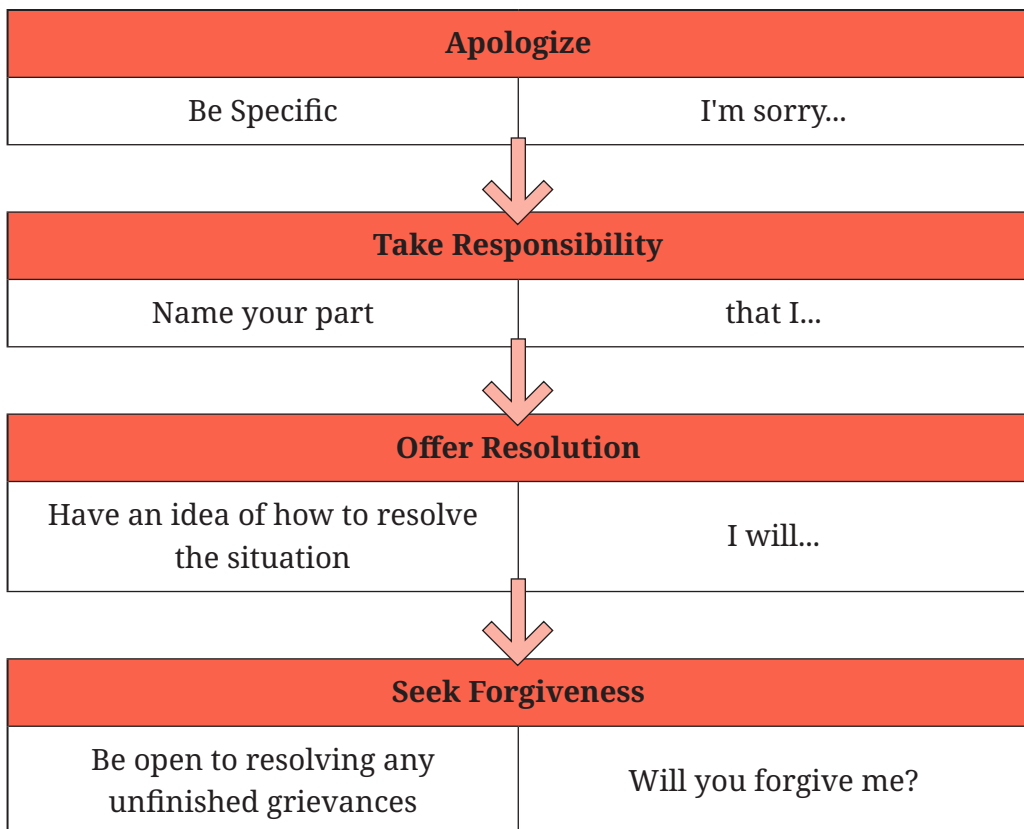 Apologize
Be Specific
I'm sorry...
Take Responsibility
Name your part
that I...
Offer Resolution
Have an idea of how to resolve
the situation
I will...
Seek Forgiveness
Be open to resolving any
unfinished grievances
Will you forgive me?